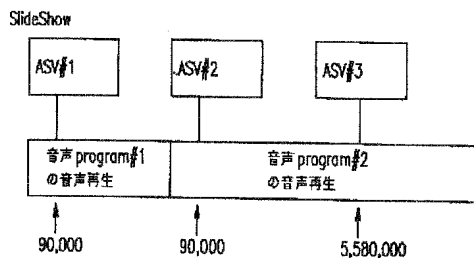 SlideShow
ASV#1
ASV#2
ASV#3
音声program#1
の音声再生
音声program#2
の音声再生
90,000
90,000
5,580,000